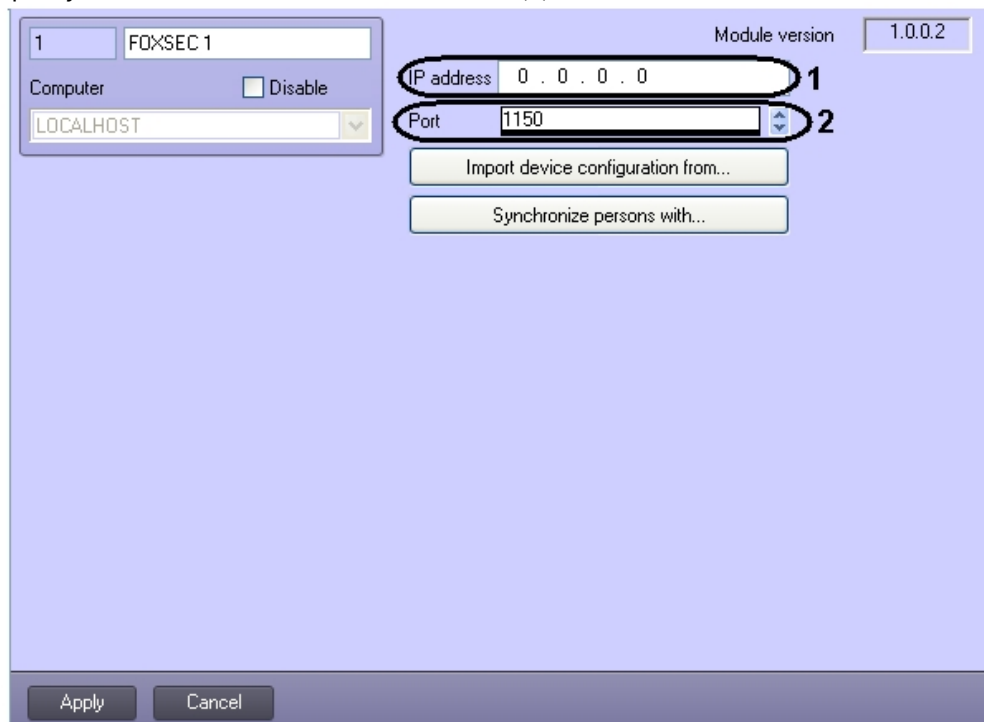 1 FOXSEC 1
Module version 1.0.0.2
Computer Disable
IP address 0 . 0 . 0 . 0 1
LOCALHOST
Port 1150 2
Import device configuration from...
Synchronize persons with...
Apply Cancel